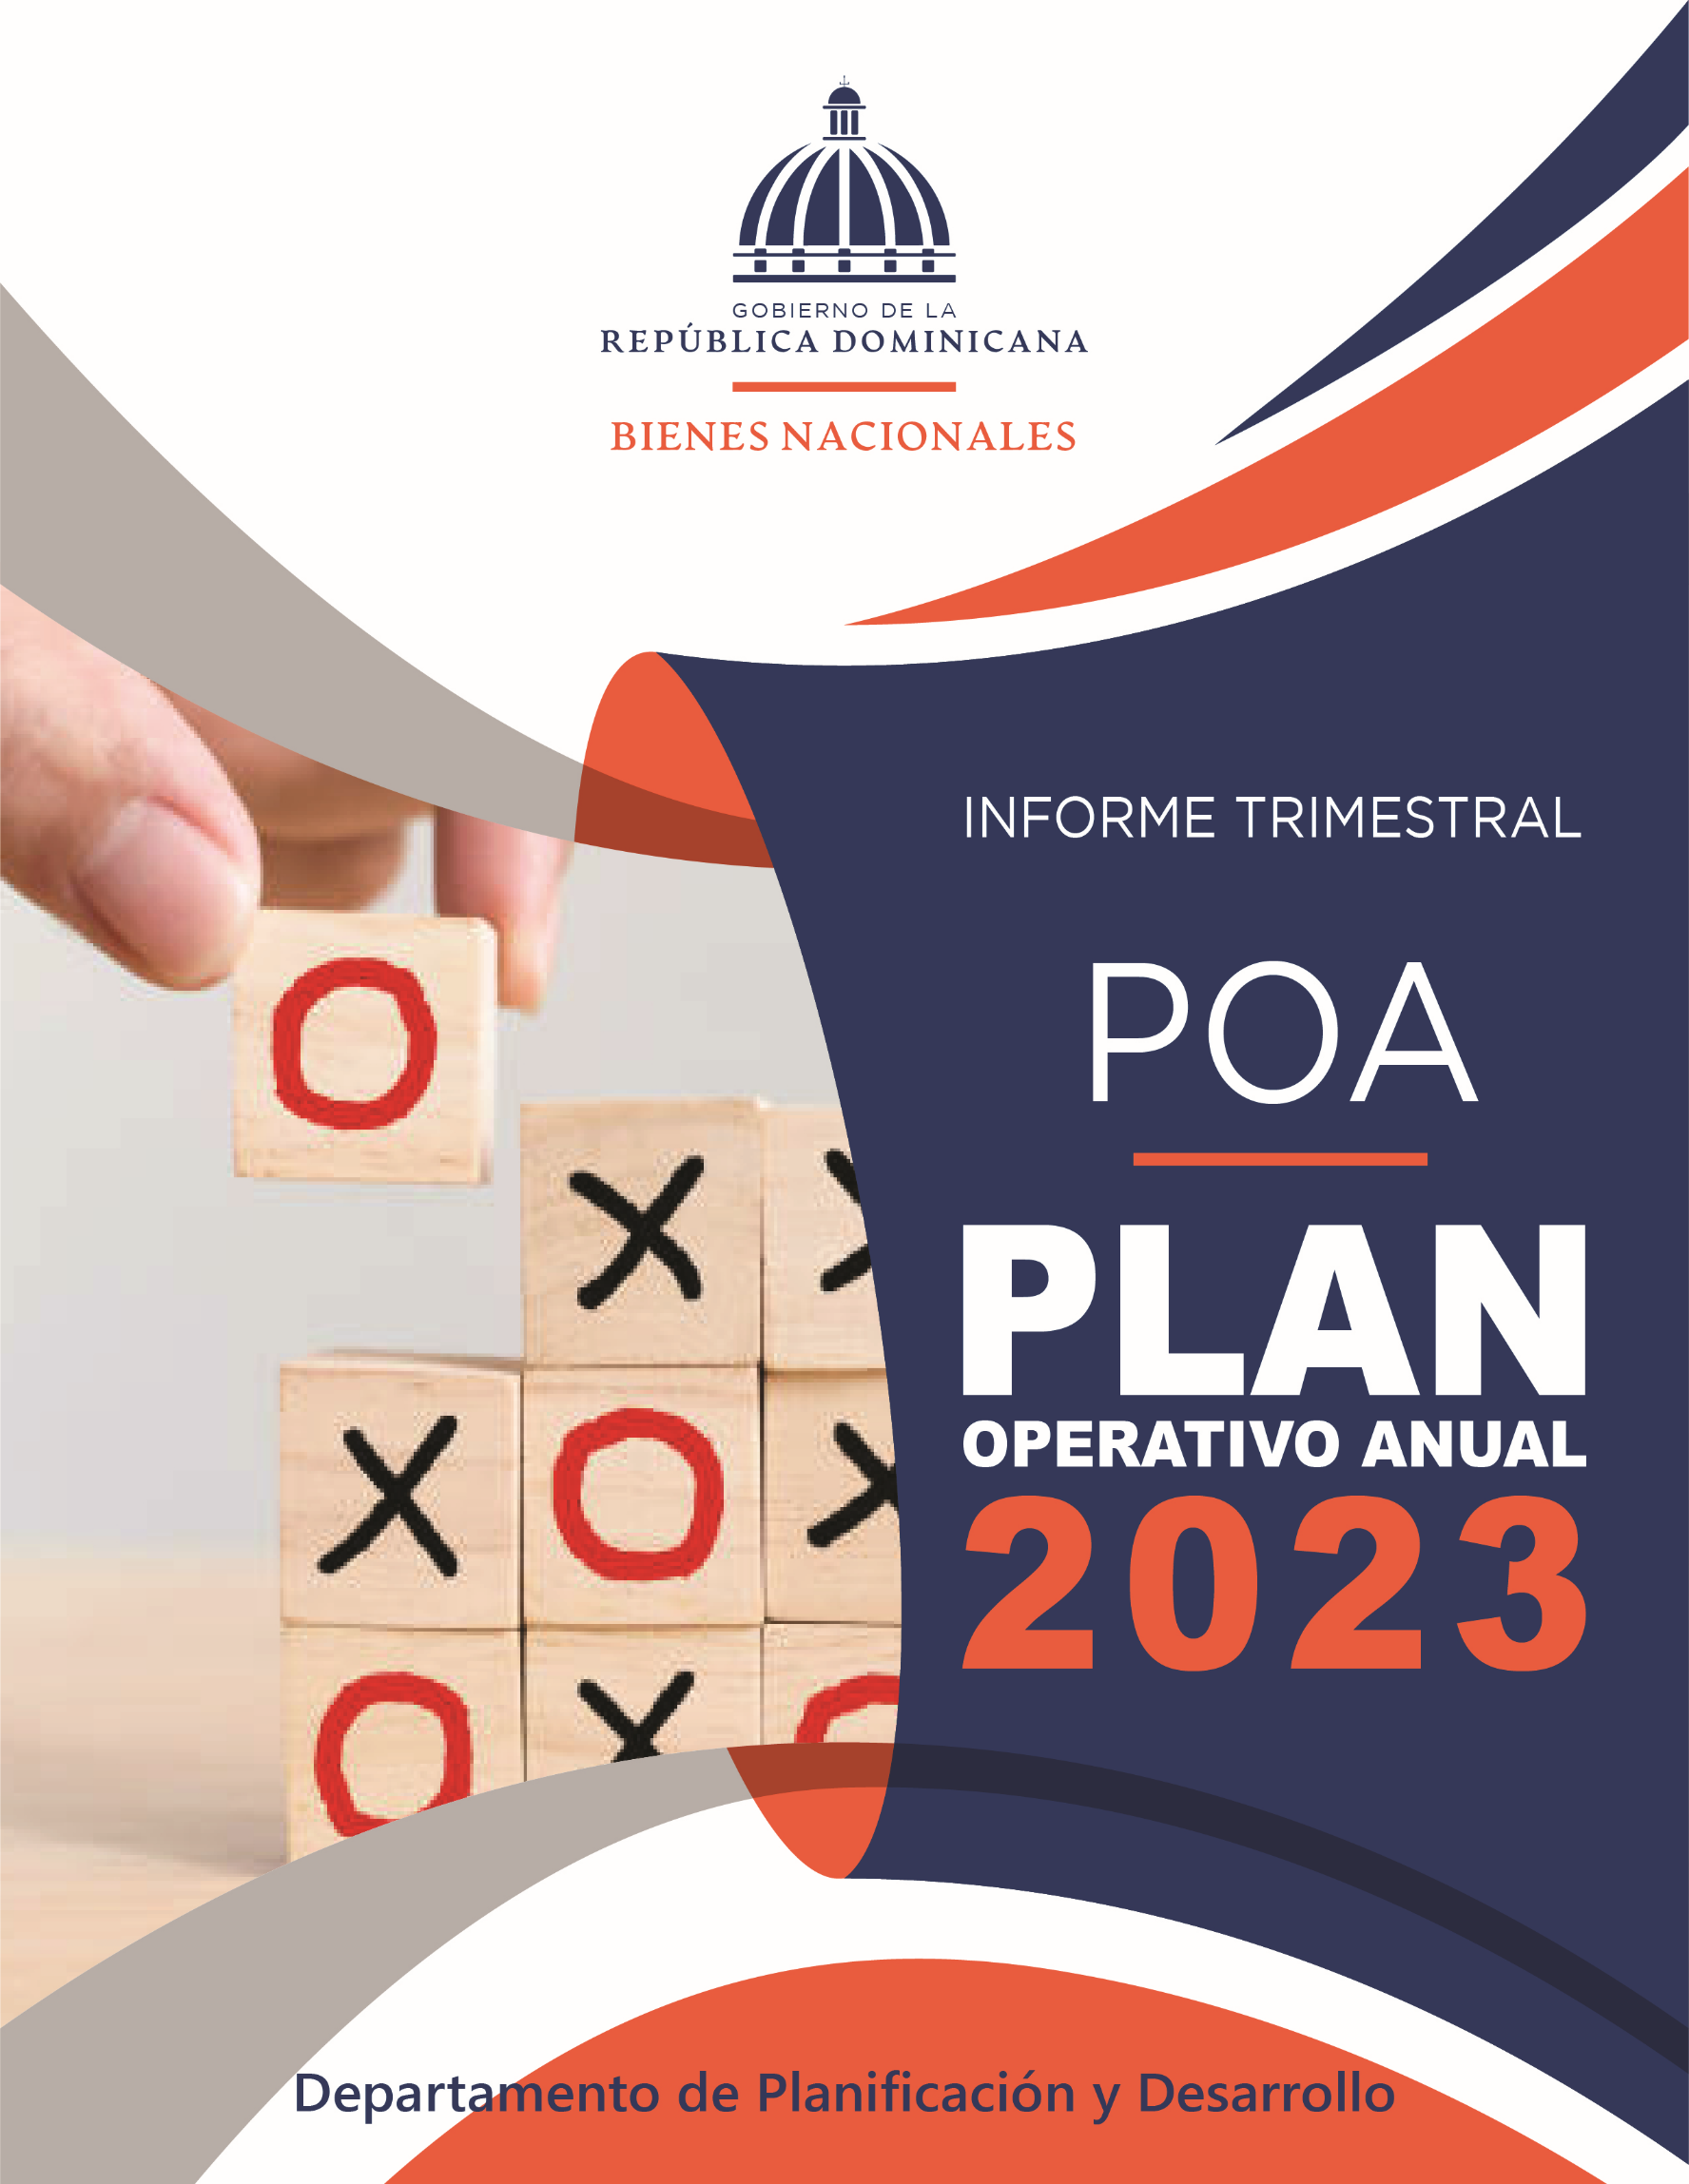 GOBIERNO DE LA
REPÚBLICA DOMINICANA
BIENES NACIONALES
INFORME TRIMESTRAL
POA
PLAN
OPERATIVO ANUAL
2023
O
X X
X O X
O X O
Departamento de Planificación y Desarrollo